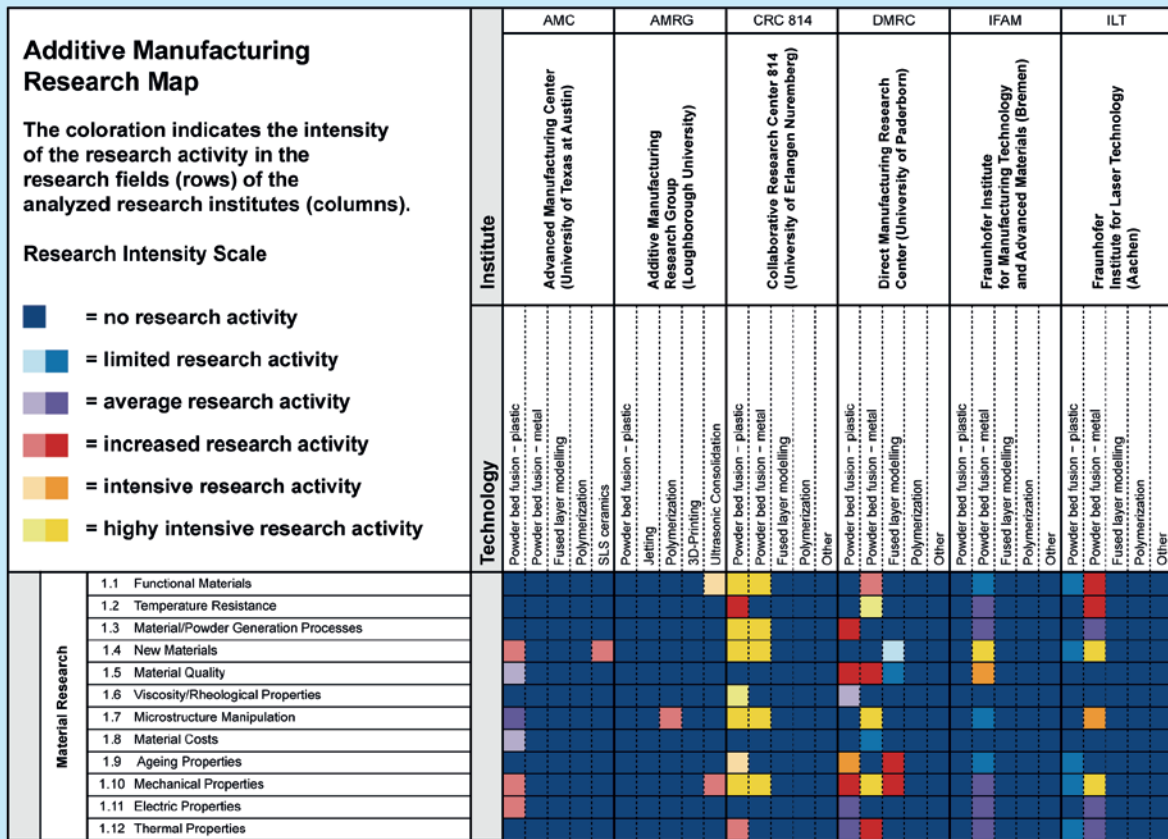 Additive Manufacturing
Research Map
The coloration indicates the intensity
of the research activity in the
research fields (rows) of the
analyzed research institutes (columns).
Research Intensity Scale
= no research activity
= limited research activity
= average research activity
= increased research activity
= intensive research activity
= highy intensive research activity
Institute
AMC
AMRG
CRC 814
DMRC
IFAM
ILT
Advanced Manufacturing Center
(University of Texas at Austin)
Additive Manufacturing
Research Group
(Loughborough University)
Collaborative Research Center 814
(University of Erlangen Nuremberg)
Direct Manufacturing Research
Center (University of Paderborn)
Fraunhofer Institute
for Manufacturing Technology
and Advanced Materials (Bremen)
Fraunhofer
Institute for Laser Technology
(Aachen)
Technology
Powder bed fusion – plastic
Powder bed fusion – metal
Fused layer modelling
Polymerization
SLS ceramics
Powder bed fusion – plastic
Jetting
Polymerization
3D-Printing
Ultrasonic Consolidation
Powder bed fusion – plastic
Powder bed fusion – metal
Fused layer modelling
Polymerization
Other
Powder bed fusion – plastic
Powder bed fusion – metal
Fused layer modelling
Polymerization
Other
Powder bed fusion – plastic
Powder bed fusion – metal
Fused layer modelling
Polymerization
Other
Powder bed fusion – plastic
Powder bed fusion – metal
Fused layer modelling
Polymerization
Other
Material Research
1.1 Functional Materials
1.2 Temperature Resistance
1.3 Material/Powder Generation Processes
1.4 New Materials
1.5 Material Quality
1.6 Viscosity/Rheological Properties
1.7 Microstructure Manipulation
1.8 Material Costs
1.9 Ageing Properties
1.10 Mechanical Properties
1.11 Electric Properties
1.12 Thermal Properties